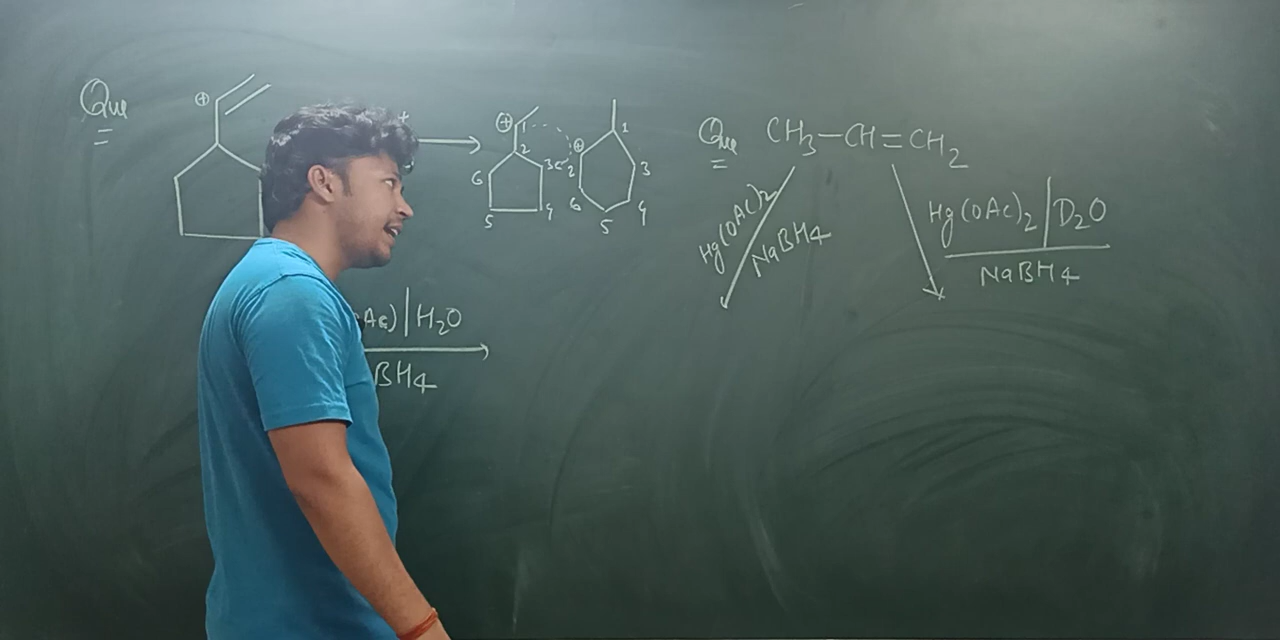 Que
⊕
⊕
1
2
3
4
5
6
⊕
1
2
3
4
5
6
Que CH3—CH=CH2
Hg(OAc)2
NaBH4
Hg(OAc)2 | D2O
NaBH4
OAc) | H2O
BH4